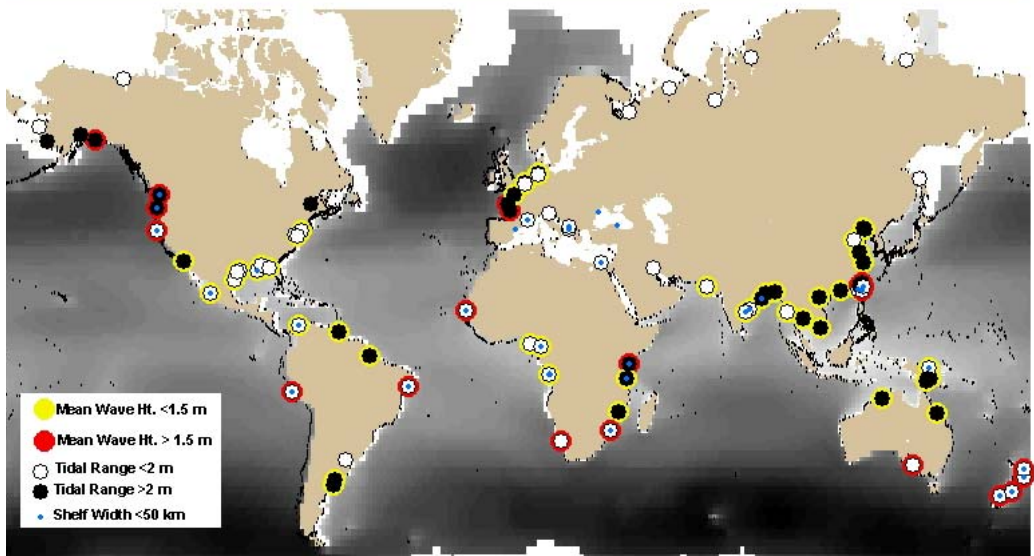 Mean Wave Ht. <1.5 m
Mean Wave Ht. > 1.5 m
Tidal Range <2 m
Tidal Range >2 m
Shelf Width <50 km